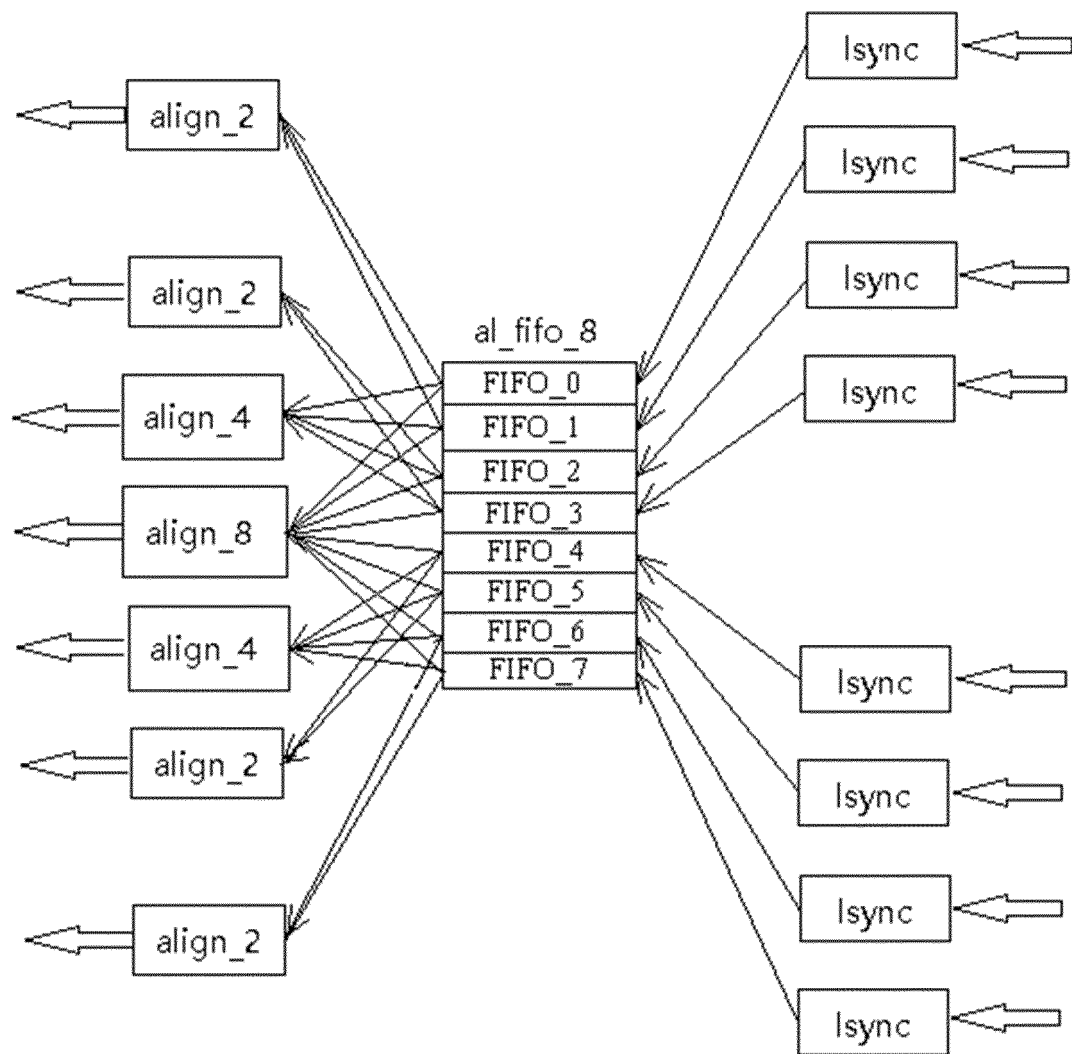 align_2
align_2
align_4
align_8
align_4
align_2
align_2
al_fifo_8
FIFO_0
FIFO_1
FIFO_2
FIFO_3
FIFO_4
FIFO_5
FIFO_6
FIFO_7
lsync
lsync
lsync
lsync
lsync
lsync
lsync
lsync